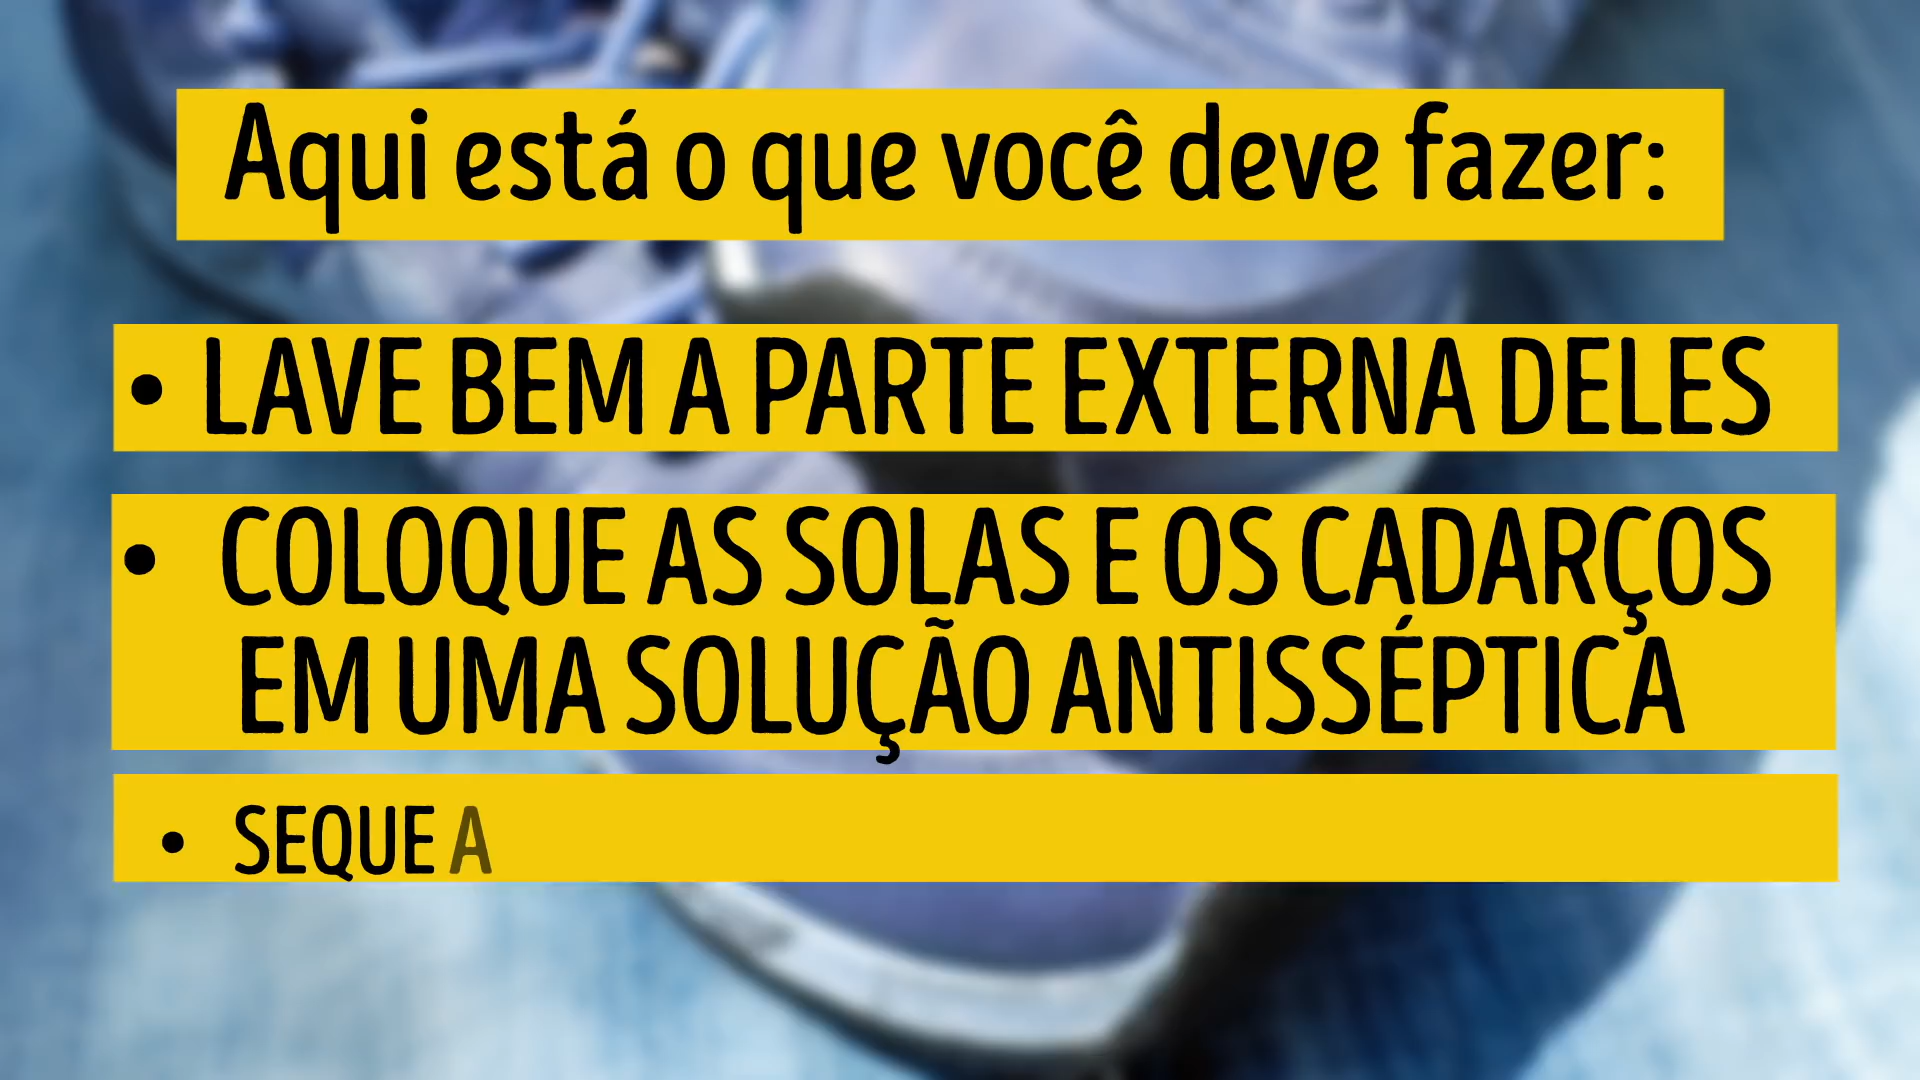 Aqui está o que você deve fazer:
• LAVE BEM A PARTE EXTERNA DELES
• COLOQUE AS SOLAS E OS CADARÇOS
EM UMA SOLUÇÃO ANTISSÉPTICA
• SEQUE A